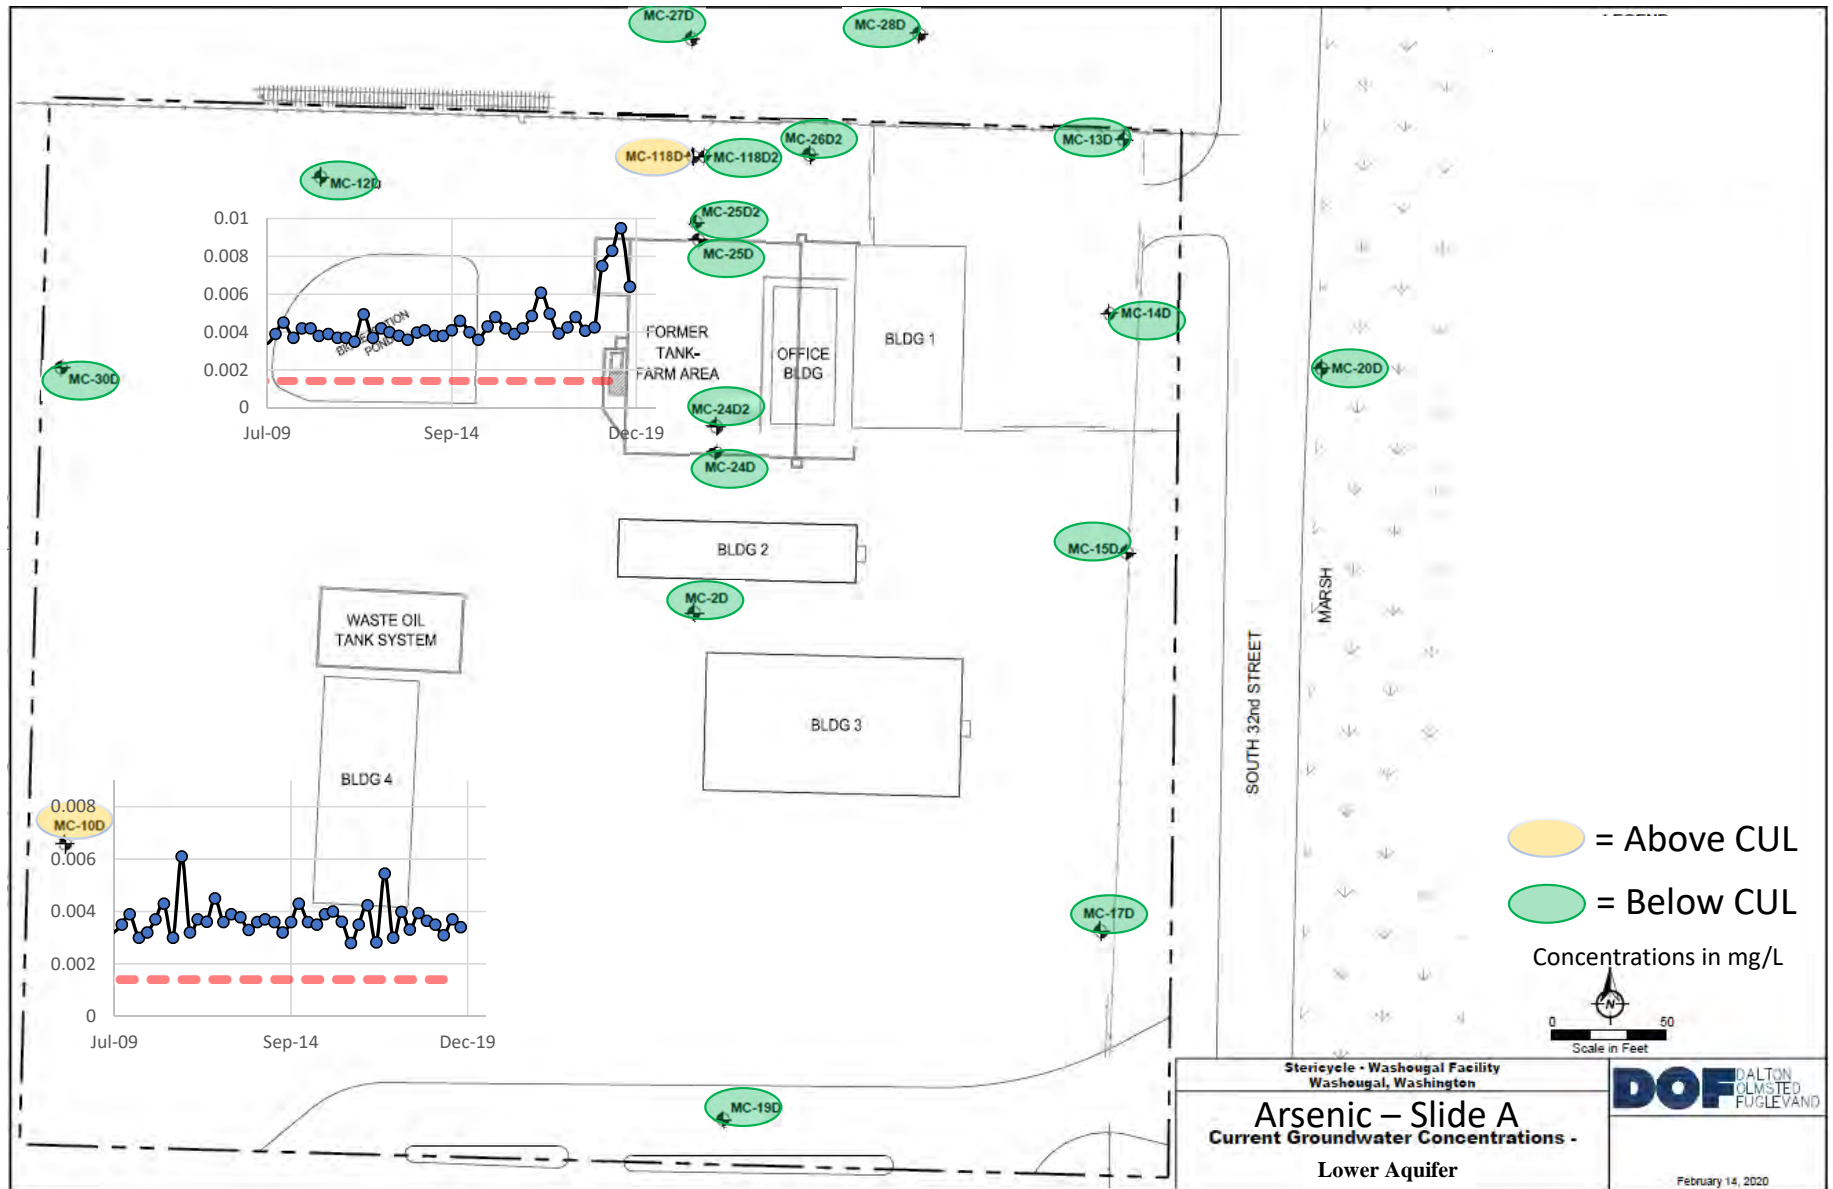 MC-27D
MC-28D
MC-118D
MC-118D2
MC-26D2
MC-13D
MC-12D
MC-25D2
MC-25D
0.01
0.008
0.006
0.004
0.002
0
Jul-09
Sep-14
Dec-19
POND
FORMER
TANK-
FARM AREA
OFFICE
BLDG
BLDG 1
MC-14D
MC-20D
MC-30D
MC-24D2
MC-24D
BLDG 2
MC-15D
MC-2D
WASTE OIL
TANK SYSTEM
MARSH
SOUTH 32nd STREET
BLDG 3
BLDG 4
0.008
MC-10D
0.006
0.004
0.002
0
Jul-09
Sep-14
Dec-19
= Above CUL
= Below CUL
MC-17D
Concentrations in mg/L
N
0 50
Scale in Feet
MC-19D
Stericycle - Washougal Facility
Washougal, Washington
Arsenic – Slide A
Current Groundwater Concentrations -
Lower Aquifer
DOF
DALTON
OLMSTED
FUGLEVAND
February 14, 2020